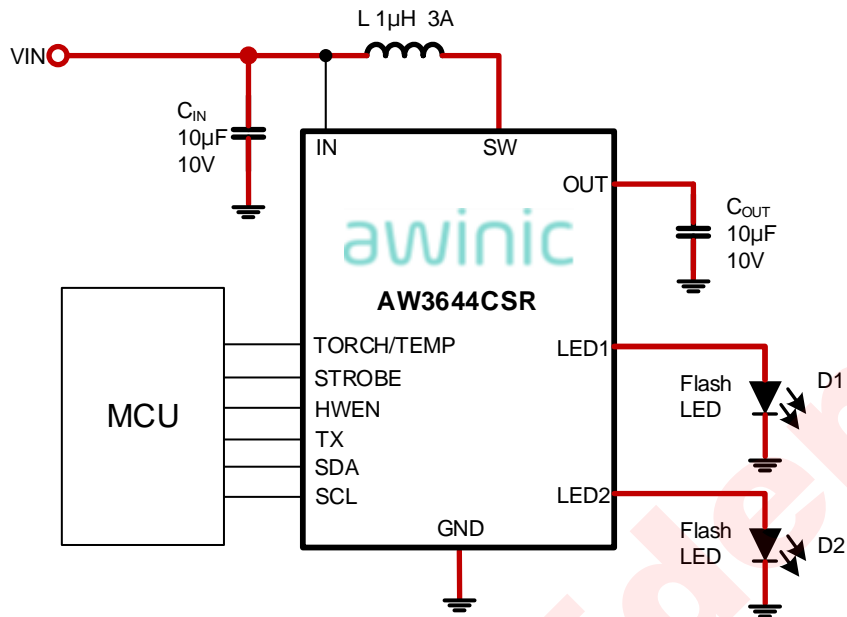 L 1µH 3A
VIN
CIN
10µF
10V
IN
SW
OUT
COUT
10µF
10V
awinic
AW3644CSR
MCU
TORCH/TEMP
STROBE
HWEN
TX
SDA
SCL
LED1
Flash
LED
D1
LED2
Flash
LED
D2
GND